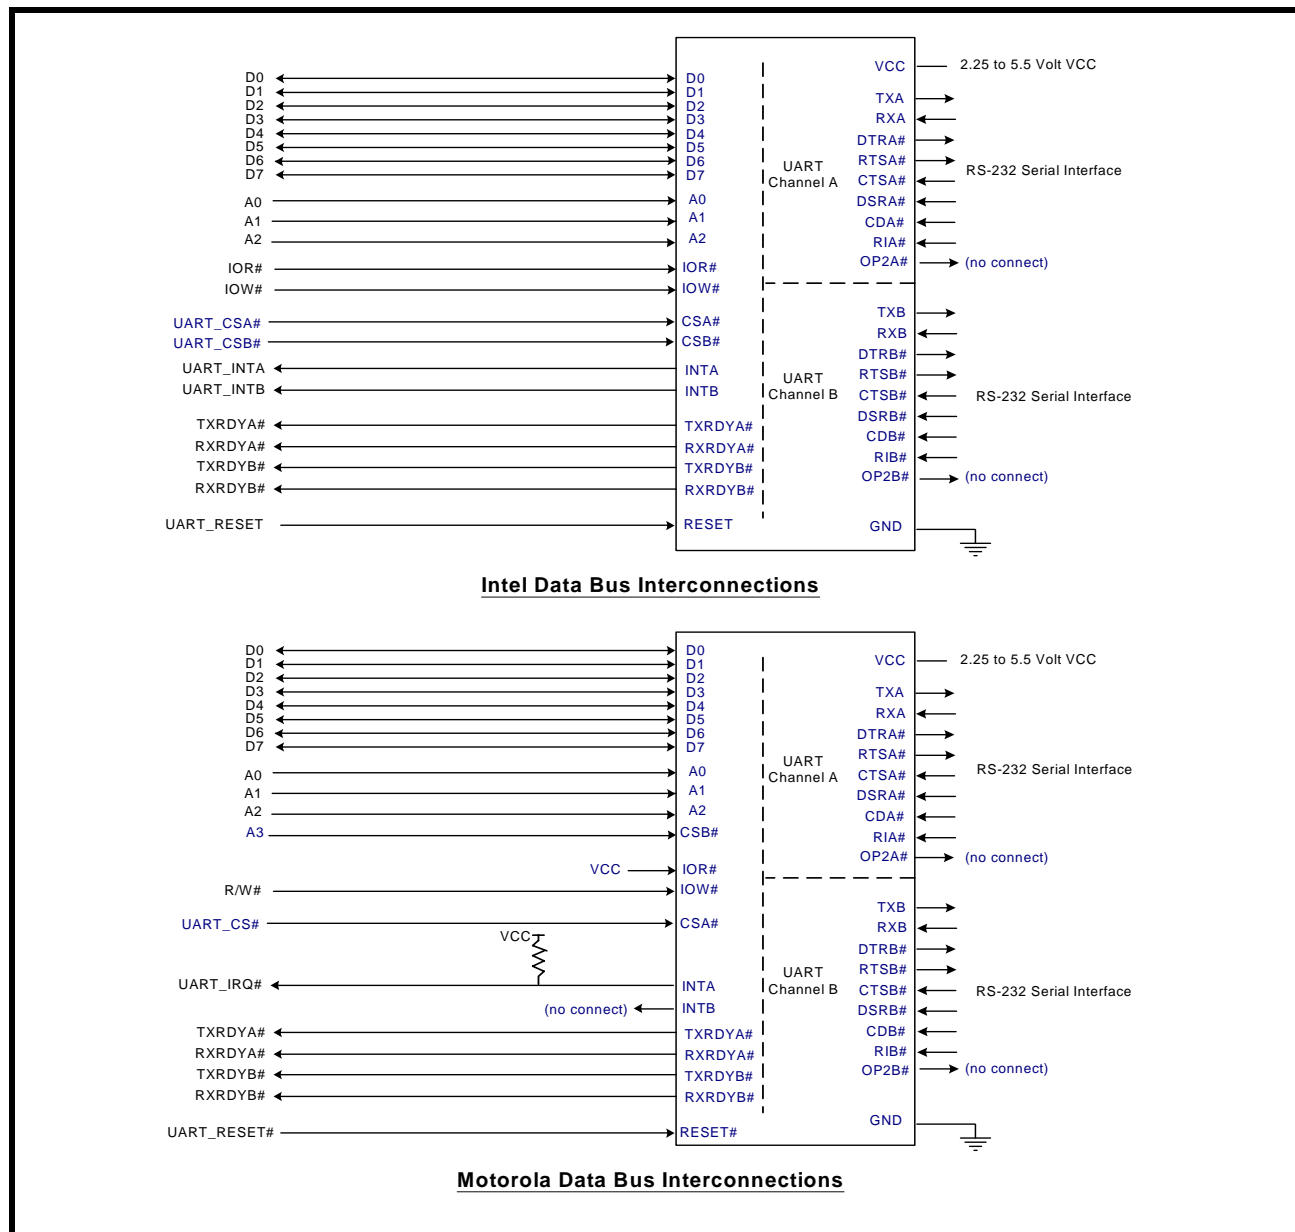 D0 D0
D1 D1
D2 D2
D3 D3
D4 D4
D5 D5
D6 D6
D7 D7
A0 A0
A1 A1
A2 A2
IOR# IOR#
IOW# IOW#
UART_CSA# CSA#
UART_CSB# CSB#
UART_INTA INTA
UART_INTB INTB
TXRDYA# TXRDYA#
RXRDYA# RXRDYA#
TXRDYB# TXRDYB#
RXRDYB# RXRDYB#
UART_RESET RESET
UART
Channel A
UART
Channel B
VCC 2.25 to 5.5 Volt VCC
TXA
RXA
DTRA#
RTSA#
RS-232 Serial Interface
CTSA#
DSRA#
CDA#
RIA#
OP2A# (no connect)
TXB
RXB
DTRB#
RTSB#
CTSB# RS-232 Serial Interface
DSRB#
CDB#
RIB#
OP2B# (no connect)
GND
Intel Data Bus Interconnections
D0 D0
D1 D1
D2 D2
D3 D3
D4 D4
D5 D5
D6 D6
D7 D7
A0 A0
A1 A1
A2 A2
A3 CSB#
VCC IOR#
R/W# IOW#
UART_CS# CSA#
VCC
UART_IRQ# INTA
(no connect) INTB
TXRDYA# TXRDYA#
RXRDYA# RXRDYA#
TXRDYB# TXRDYB#
RXRDYB# RXRDYB#
UART_RESET# RESET#
UART
Channel A
UART
Channel B
VCC 2.25 to 5.5 Volt VCC
TXA
RXA
DTRA#
RTSA#
RS-232 Serial Interface
CTSA#
DSRA#
CDA#
RIA#
OP2A# (no connect)
TXB
RXB
DTRB#
RTSB#
CTSB# RS-232 Serial Interface
DSRB#
CDB#
RIB#
OP2B# (no connect)
GND
Motorola Data Bus Interconnections